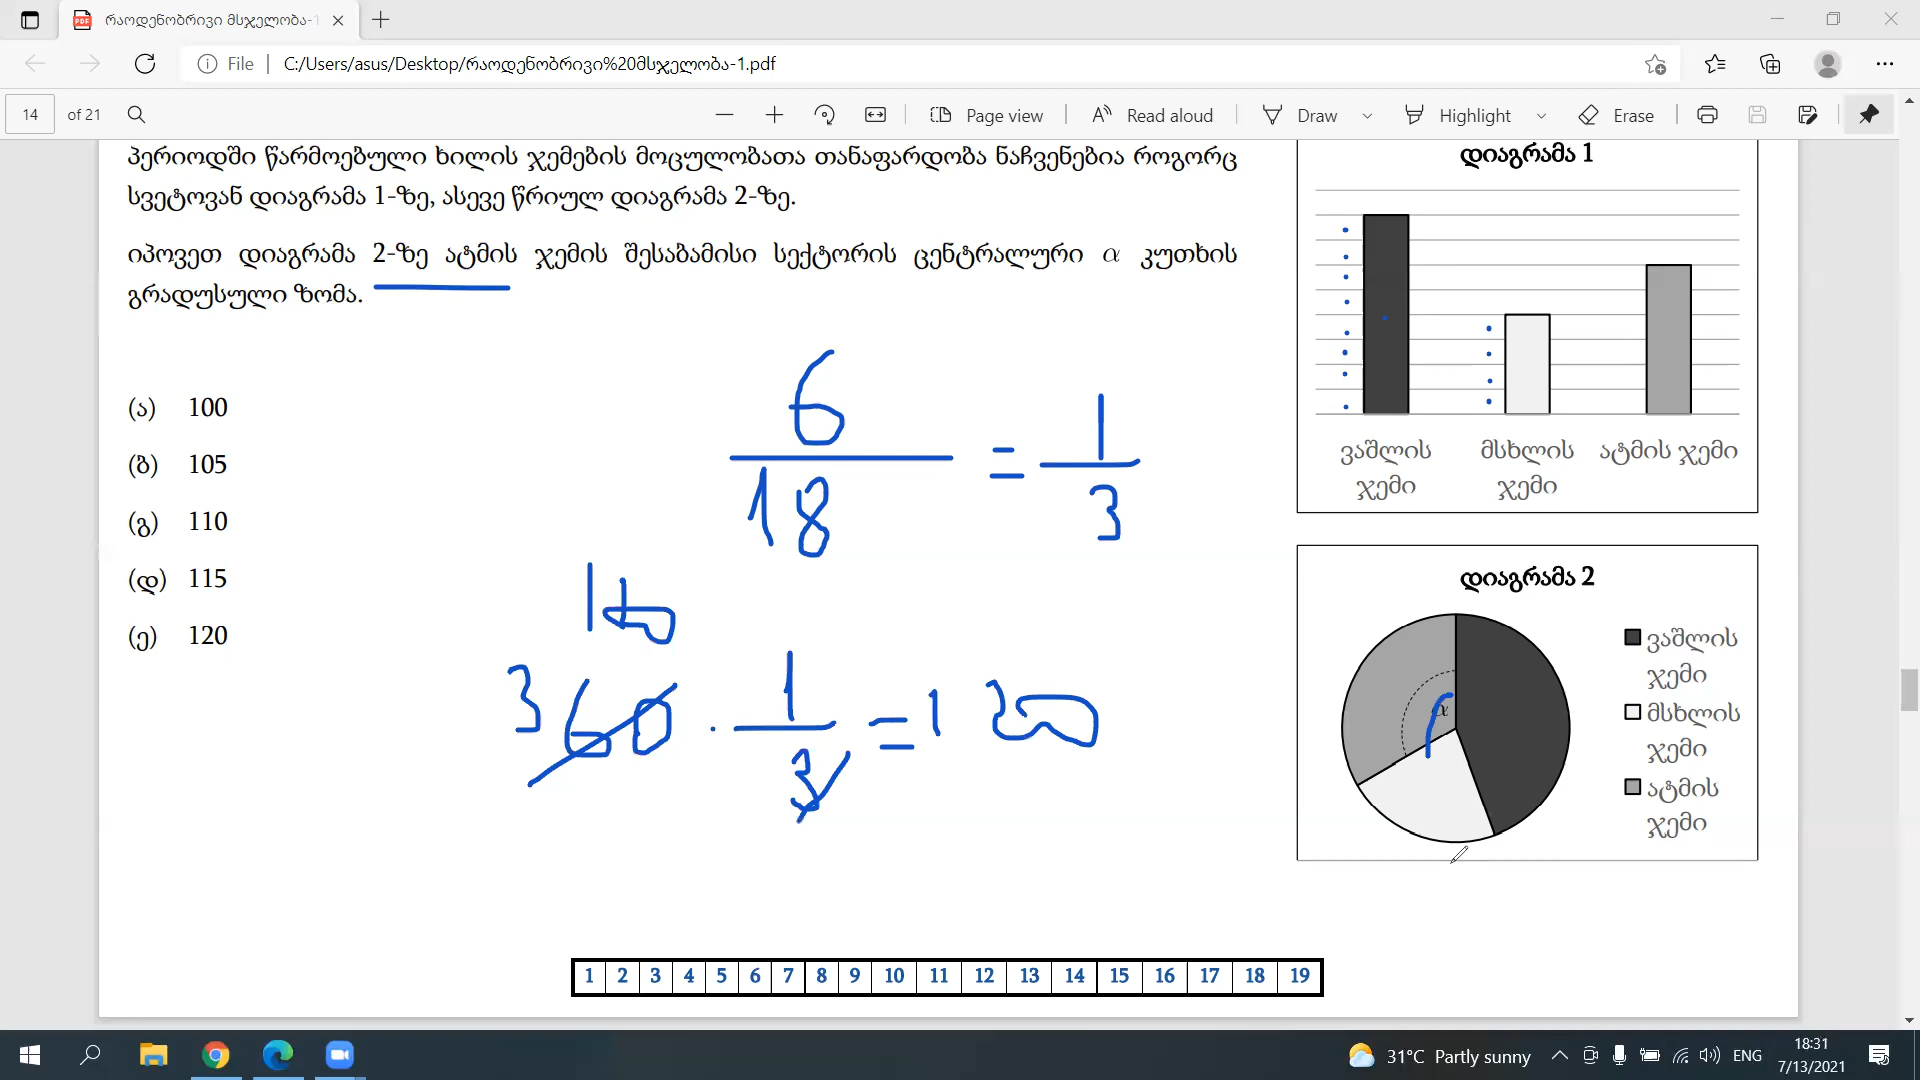 რაოდენობრივი მსჯელობა-1
File
C:/Users/asus/Desktop/რაოდენობრივი%20მსჯელობა-1.pdf
14 of 21
Page view
Read aloud
Draw
Highlight
Erase
პერიოდში წარმოებული ხილის ჯემების მოცულობათა თანაფარდობა ნაჩვენებია როგორც
სვეტოვან დიაგრამა 1-ზე, ასევე წრიულ დიაგრამა 2-ზე.
იპოვეთ დიაგრამა 2-ზე ატმის ჯემის შესაბამისი სექტორის ცენტრალური α კუთხის
გრადუსული ზომა.
(ა) 100
(ბ) 105
(გ) 110
(დ) 115
(ე) 120
6
18
=
1
3
360 · 1
3
= 120
დიაგრამა 1
ვაშლის ჯემი
მსხლის ჯემი
ატმის ჯემი
დიაგრამა 2
α
ვაშლის ჯემი
მსხლის ჯემი
ატმის ჯემი
1 2 3 4 5 6 7 8 9 10 11 12 13 14 15 16 17 18 19
31°C Partly sunny
ENG
18:31
7/13/2021